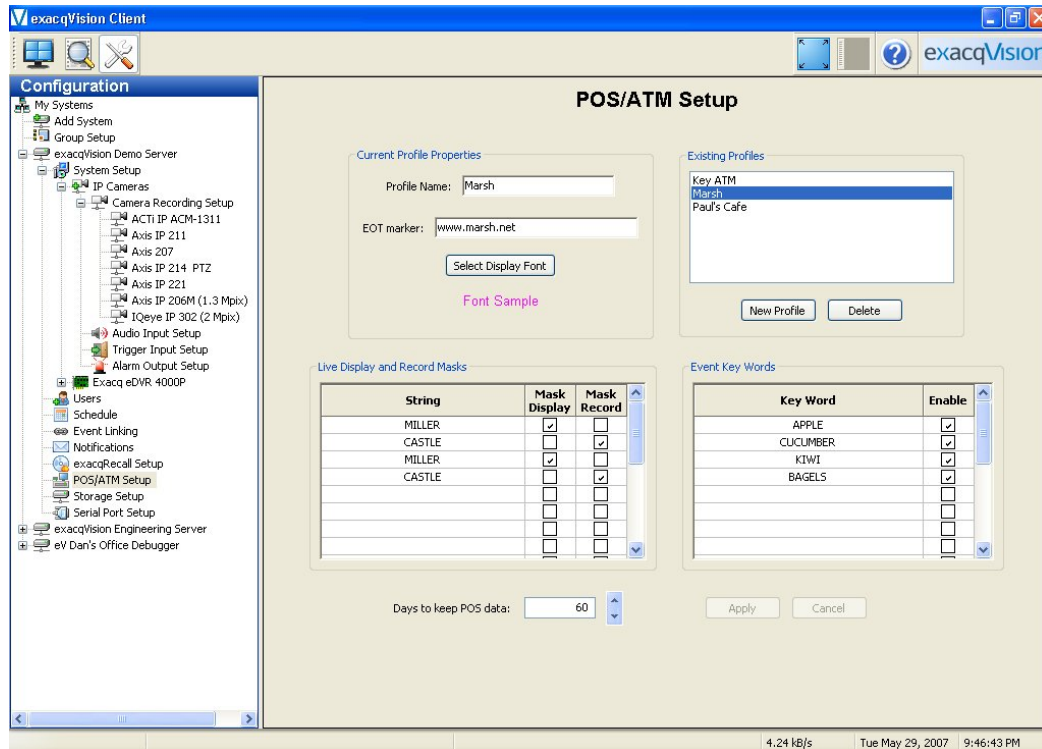 exacqVision Client
exacqVision
Configuration
My Systems
Add System
Group Setup
exacqVision Demo Server
System Setup
IP Cameras
Camera Recording Setup
ACTi IP ACM-1311
Axis IP 211
Axis 207
Axis IP 214 PTZ
Axis IP 221
Axis IP 206M (1.3 Mpix)
IQeye IP 302 (2 Mpix)
Audio Input Setup
Trigger Input Setup
Alarm Output Setup
Exacq eDVR 4000P
Users
Schedule
Event Linking
Notifications
exacqRecall Setup
POS/ATM Setup
Storage Setup
Serial Port Setup
exacqVision Engineering Server
eV Dan's Office Debugger
POS/ATM Setup
Current Profile Properties
Profile Name: Marsh
EOT marker: www.marsh.net
Select Display Font
Font Sample
Existing Profiles
Key ATM
Marsh
Paul's Cafe
New Profile Delete
Live Display and Record Masks
String Mask Display Mask Record
MILLER
CASTLE
MILLER
CASTLE
Event Key Words
Key Word Enable
APPLE
CUCUMBER
KIWI
BAGELS
Days to keep POS data: 60
Apply Cancel
4.24 kB/s Tue May 29, 2007 9:46:43 PM